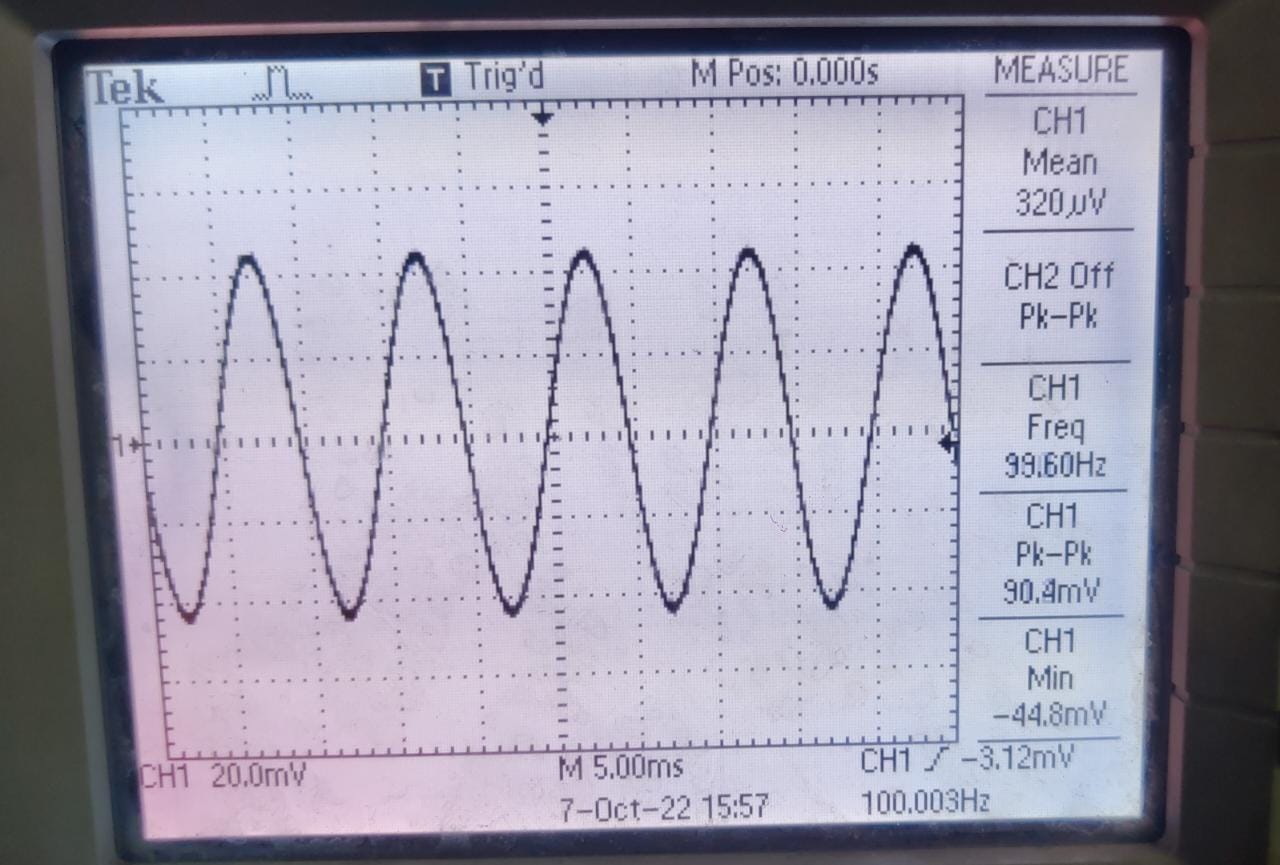 Tek T Trig'd M Pos: 0.000s MEASURE
CH1
Mean
320µV
CH2 Off
Pk-Pk
CH1
Freq
99.60Hz
CH1
Pk-Pk
90.4mV
CH1
Min
-44.8mV
1
CH1 20.0mV M 5.00ms CH1 -3.12mV
7-Oct-22 15:57 100.003Hz